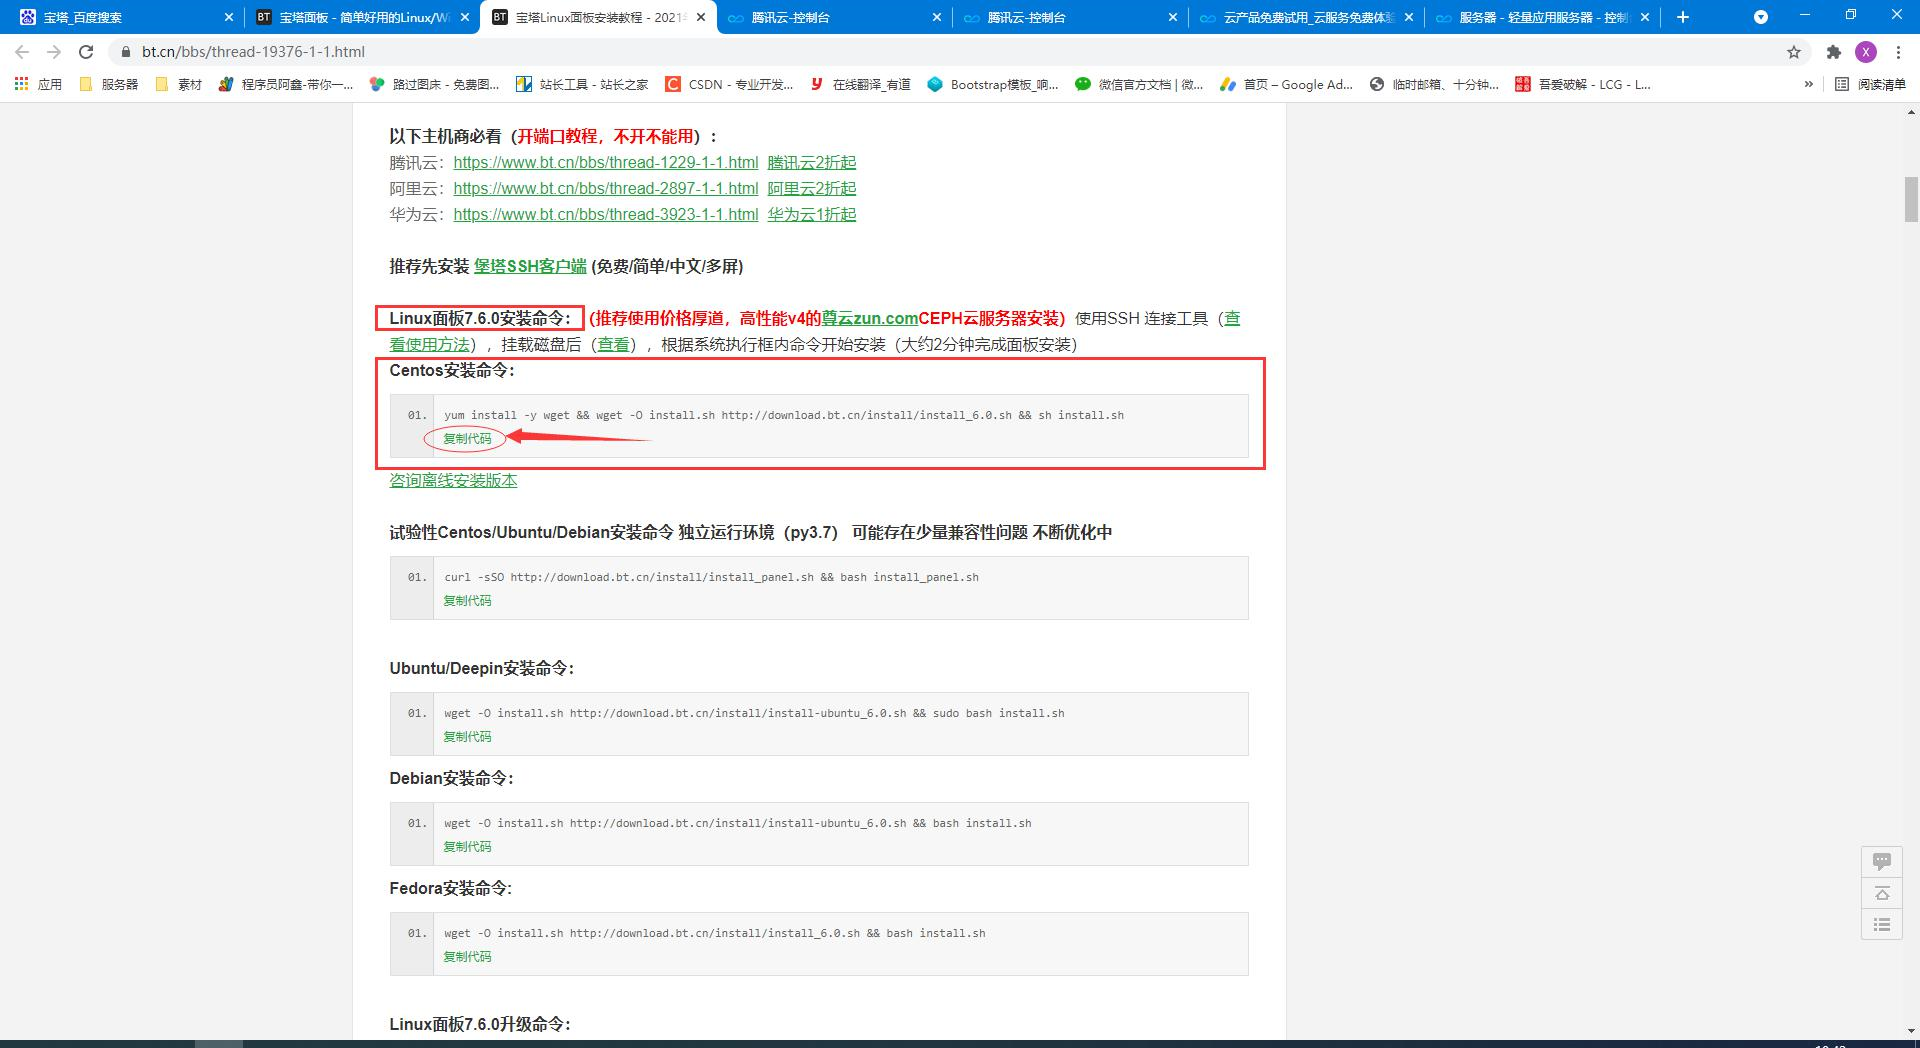 宝塔_百度搜索
宝塔面板 - 简单好用的Linux/Wi
宝塔Linux面板安装教程 - 2021
腾讯云-控制台
腾讯云-控制台
云产品免费试用_云服务免费体验
服务器 - 轻量应用服务器 - 控制
bt.cn/bbs/thread-19376-1-1.html
X
应用
服务器
素材
程序员阿鑫-带你一...
路过图床 - 免费图...
站长工具 - 站长之家
CSDN - 专业开发...
在线翻译_有道
Bootstrap模板_响...
微信官方文档 | 微...
首页 – Google Ad...
临时邮箱、十分钟...
吾爱破解 - LCG - L...
»
阅读清单
以下主机商必看（开端口教程，不开不能用）：
腾讯云：https://www.bt.cn/bbs/thread-1229-1-1.html 腾讯云2折起
阿里云：https://www.bt.cn/bbs/thread-2897-1-1.html 阿里云2折起
华为云：https://www.bt.cn/bbs/thread-3923-1-1.html 华为云1折起
推荐先安装 堡塔SSH客户端 (免费/简单/中文/多屏)
Linux面板7.6.0安装命令：(推荐使用价格厚道，高性能v4的尊云zun.comCEPH云服务器安装）使用SSH 连接工具（查
看使用方法），挂载磁盘后（查看），根据系统执行框内命令开始安装（大约2分钟完成面板安装）
Centos安装命令：
01. yum install -y wget && wget -O install.sh http://download.bt.cn/install/install_6.0.sh && sh install.sh
复制代码
咨询离线安装版本
试验性Centos/Ubuntu/Debian安装命令 独立运行环境（py3.7） 可能存在少量兼容性问题 不断优化中
01. curl -sSO http://download.bt.cn/install/install_panel.sh && bash install_panel.sh
复制代码
Ubuntu/Deepin安装命令：
01. wget -O install.sh http://download.bt.cn/install/install-ubuntu_6.0.sh && sudo bash install.sh
复制代码
Debian安装命令：
01. wget -O install.sh http://download.bt.cn/install/install-ubuntu_6.0.sh && bash install.sh
复制代码
Fedora安装命令:
01. wget -O install.sh http://download.bt.cn/install/install_6.0.sh && bash install.sh
复制代码
Linux面板7.6.0升级命令：